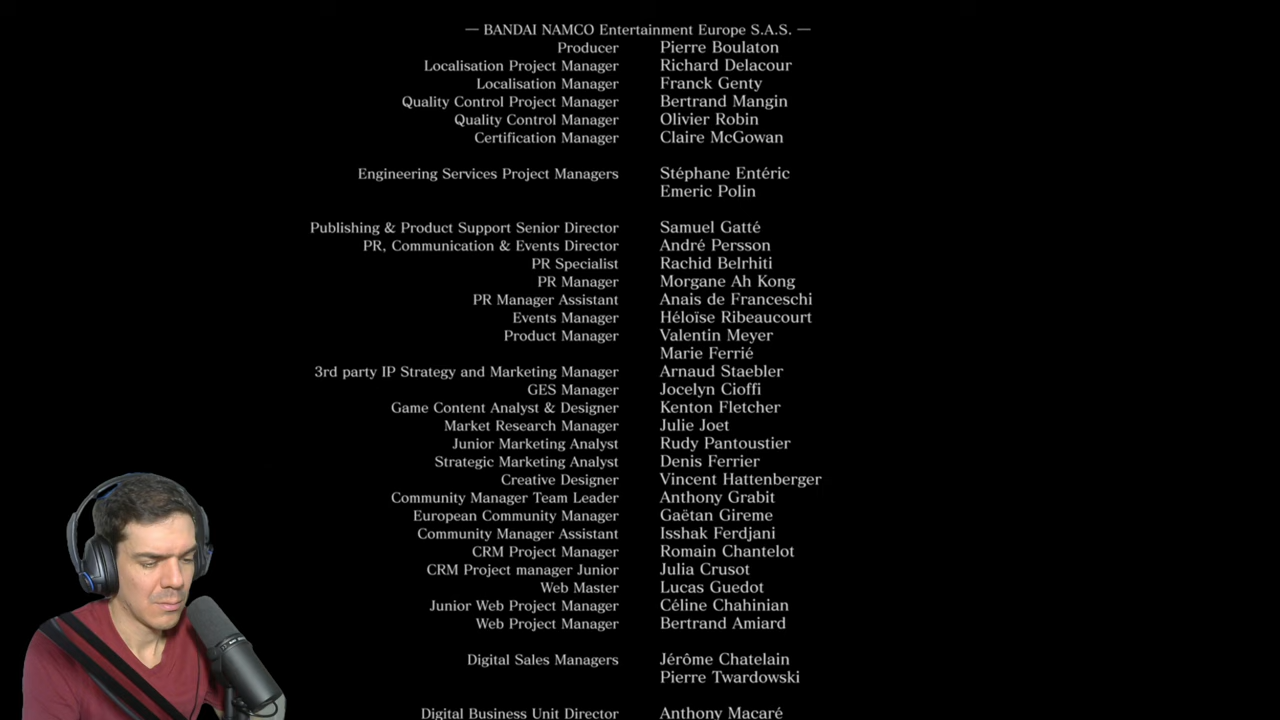 — BANDAI NAMCO Entertainment Europe S.A.S. —
Producer Pierre Boulaton
Localisation Project Manager Richard Delacour
Localisation Manager Franck Genty
Quality Control Project Manager Bertrand Mangin
Quality Control Manager Olivier Robin
Certification Manager Claire McGowan
Engineering Services Project Managers Stéphane Entéric
Emeric Polin
Publishing & Product Support Senior Director Samuel Gatté
PR, Communication & Events Director André Persson
PR Specialist Rachid Belrhiti
PR Manager Morgane Ah Kong
PR Manager Assistant Anais de Franceschi
Events Manager Héloïse Ribeaucourt
Product Manager Valentin Meyer
Marie Ferrié
3rd party IP Strategy and Marketing Manager Arnaud Staebler
GES Manager Jocelyn Cioffi
Game Content Analyst & Designer Kenton Fletcher
Market Research Manager Julie Joet
Junior Marketing Analyst Rudy Pantoustier
Strategic Marketing Analyst Denis Ferrier
Creative Designer Vincent Hattenberger
Community Manager Team Leader Anthony Grabit
European Community Manager Gaëtan Gireme
Community Manager Assistant Isshak Ferdjani
CRM Project Manager Romain Chantelot
CRM Project manager Junior Julia Crusot
Web Master Lucas Guedot
Junior Web Project Manager Céline Chahinian
Web Project Manager Bertrand Amiard
Digital Sales Managers Jérôme Chatelain
Pierre Twardowski
Digital Business Unit Director Anthony Macaré